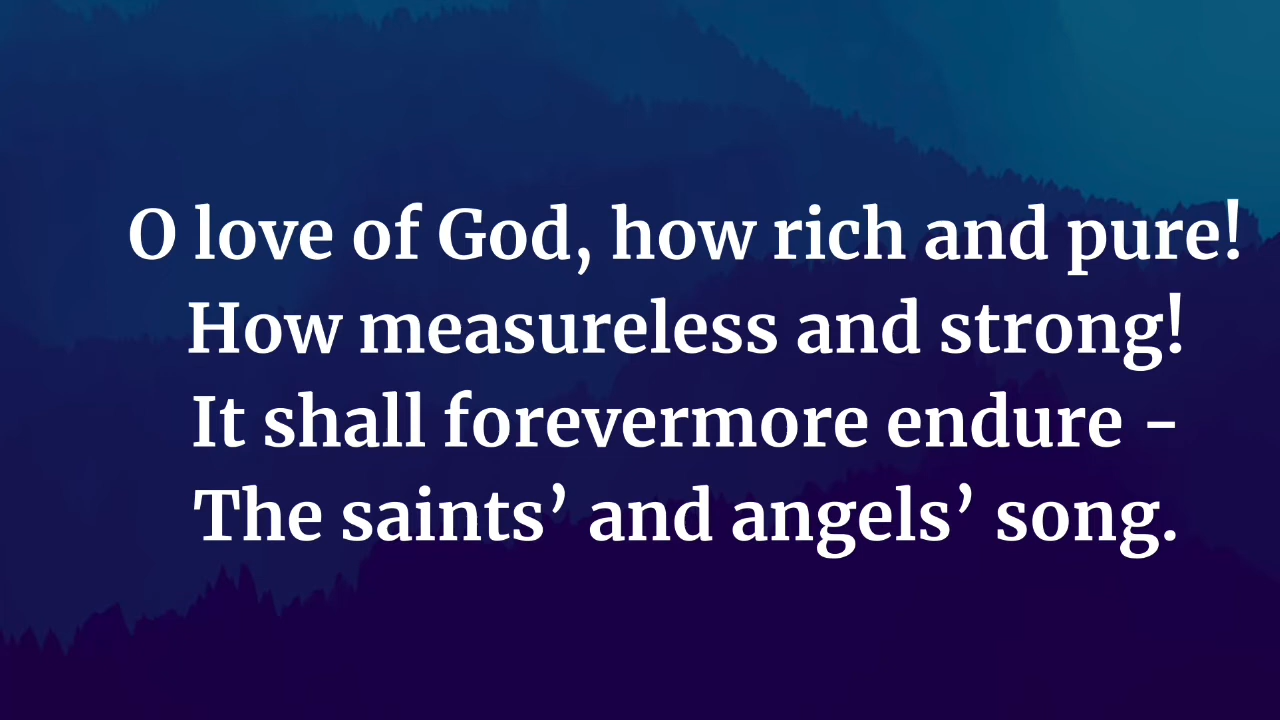 O love of God, how rich and pure!
How measureless and strong!
It shall forevermore endure -
The saints’ and angels’ song.